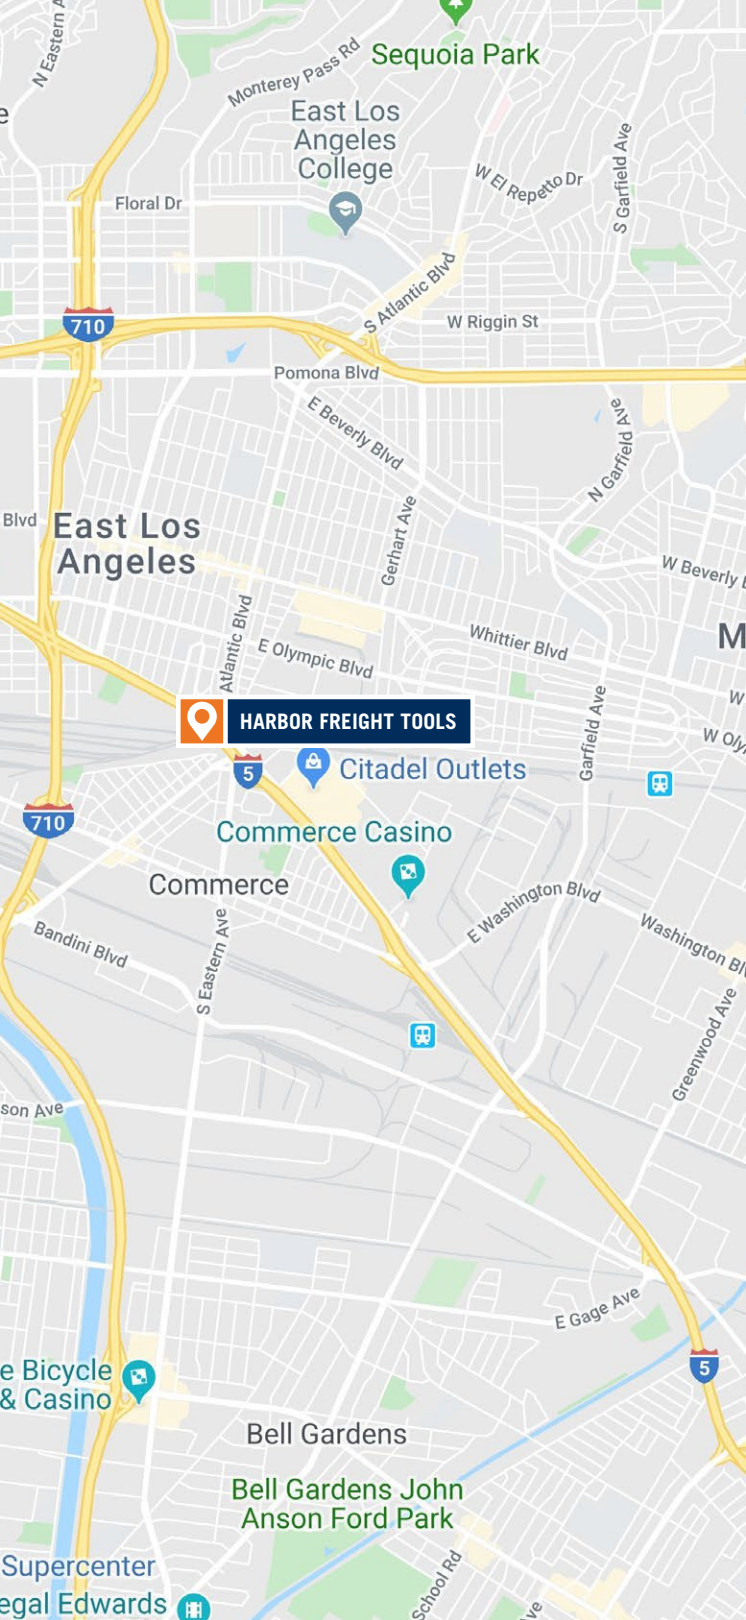 N Eastern A
Monterey Pass Rd
Sequoia Park
e
East Los
Angeles
College
W El Repetto Dr
S Garfield Ave
Floral Dr
S Atlantic Blvd
710
W Riggin St
Pomona Blvd
E Beverly Blvd
N Garfield Ave
Blvd
East Los
Angeles
Gerhart Ave
W Beverly
Atlantic Blvd
Whittier Blvd
M
E Olympic Blvd
W
W Oly
Garfield Ave
HARBOR FREIGHT TOOLS
5
Citadel Outlets
710
Commerce Casino
Commerce
E Washington Blvd
Washington Bl
Bandini Blvd
S Eastern Ave
Greenwood Ave
son Ave
E Gage Ave
5
e Bicycle
& Casino
Bell Gardens
Bell Gardens John
Anson Ford Park
Supercenter
School Rd
egal Edwards
ve